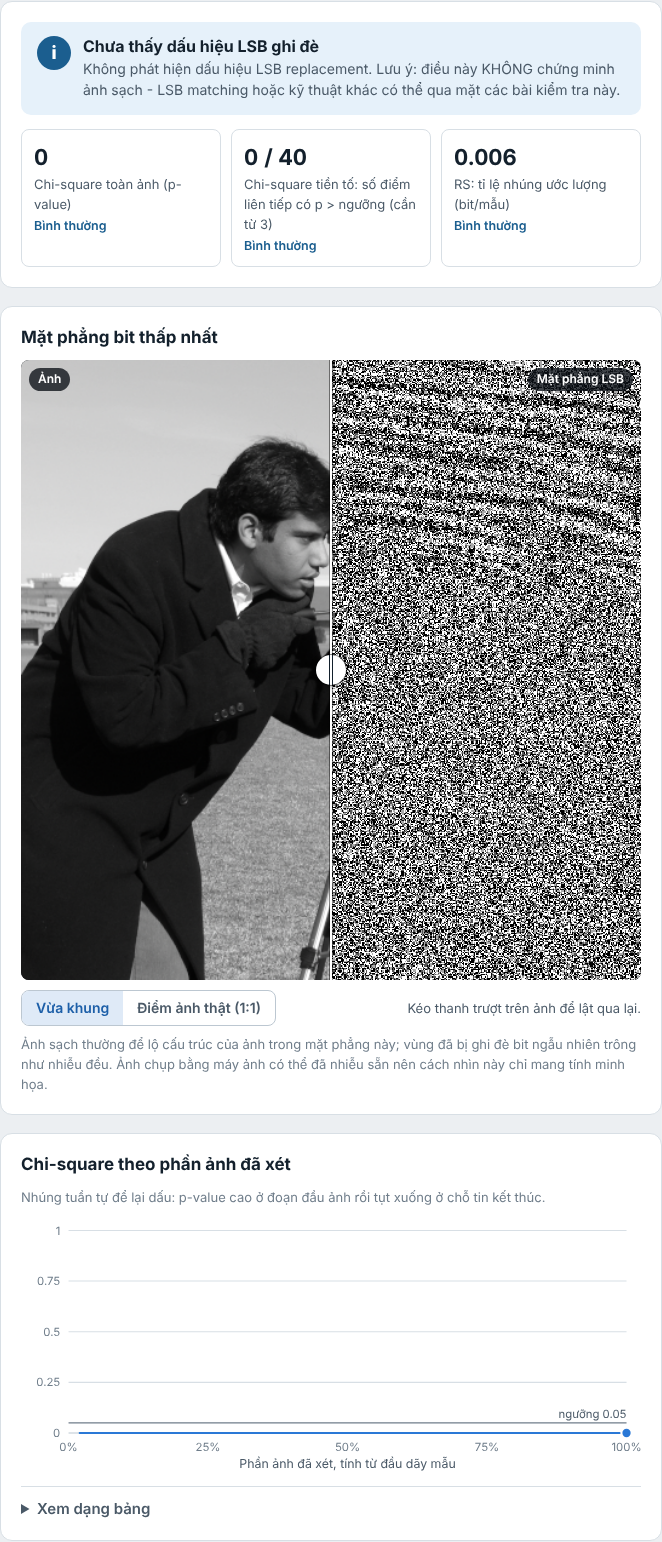 i
Chưa thấy dấu hiệu LSB ghi đè
Không phát hiện dấu hiệu LSB replacement. Lưu ý: điều này KHÔNG chứng minh
ảnh sạch - LSB matching hoặc kỹ thuật khác có thể qua mặt các bài kiểm tra này.
0
Chi-square toàn ảnh (p-
value)
Bình thường
0 / 40
Chi-square tiền tố: số điểm
liên tiếp có p > ngưỡng (cần
từ 3)
Bình thường
0.006
RS: tỉ lệ nhúng ước lượng
(bit/mẫu)
Bình thường
Mặt phẳng bit thấp nhất
Ảnh
Mặt phẳng LSB
Vừa khung
Điểm ảnh thật (1:1)
Kéo thanh trượt trên ảnh để lật qua lại.
Ảnh sạch thường để lộ cấu trúc của ảnh trong mặt phẳng này; vùng đã bị ghi đè bit ngẫu nhiên trông
như nhiễu đều. Ảnh chụp bằng máy ảnh có thể đã nhiễu sẵn nên cách nhìn này chỉ mang tính minh
họa.
Chi-square theo phần ảnh đã xét
Nhúng tuần tự để lại dấu: p-value cao ở đoạn đầu ảnh rồi tụt xuống ở chỗ tin kết thúc.
1
0.75
0.5
0.25
ngưỡng 0.05
0
0%
25%
50%
75%
100%
Phần ảnh đã xét, tính từ đầu dãy mẫu
Xem dạng bảng